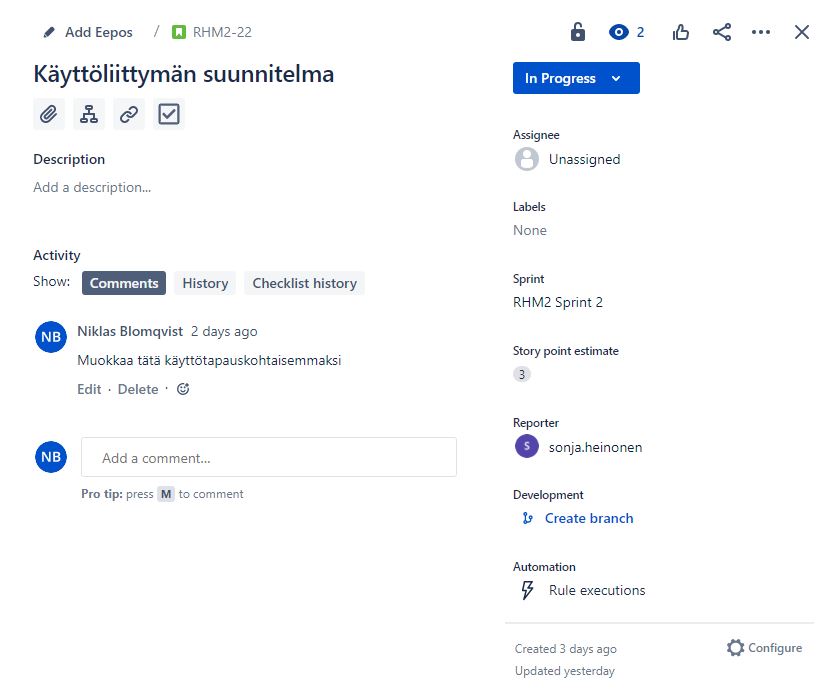 Add Eepos / RHM2-22
2
Käyttöliittymän suunnitelma
Description
Add a description...
Activity
Show: Comments History Checklist history
NB Niklas Blomqvist 2 days ago
Muokkaa tätä käyttötapauskohtaisemmaksi
Edit · Delete ·
NB Add a comment...
Pro tip: press M to comment
In Progress
Assignee
Unassigned
Labels
None
Sprint
RHM2 Sprint 2
Story point estimate
3
Reporter
S sonja.heinonen
Development
Create branch
Automation
Rule executions
Created 3 days ago
Configure
Updated yesterday